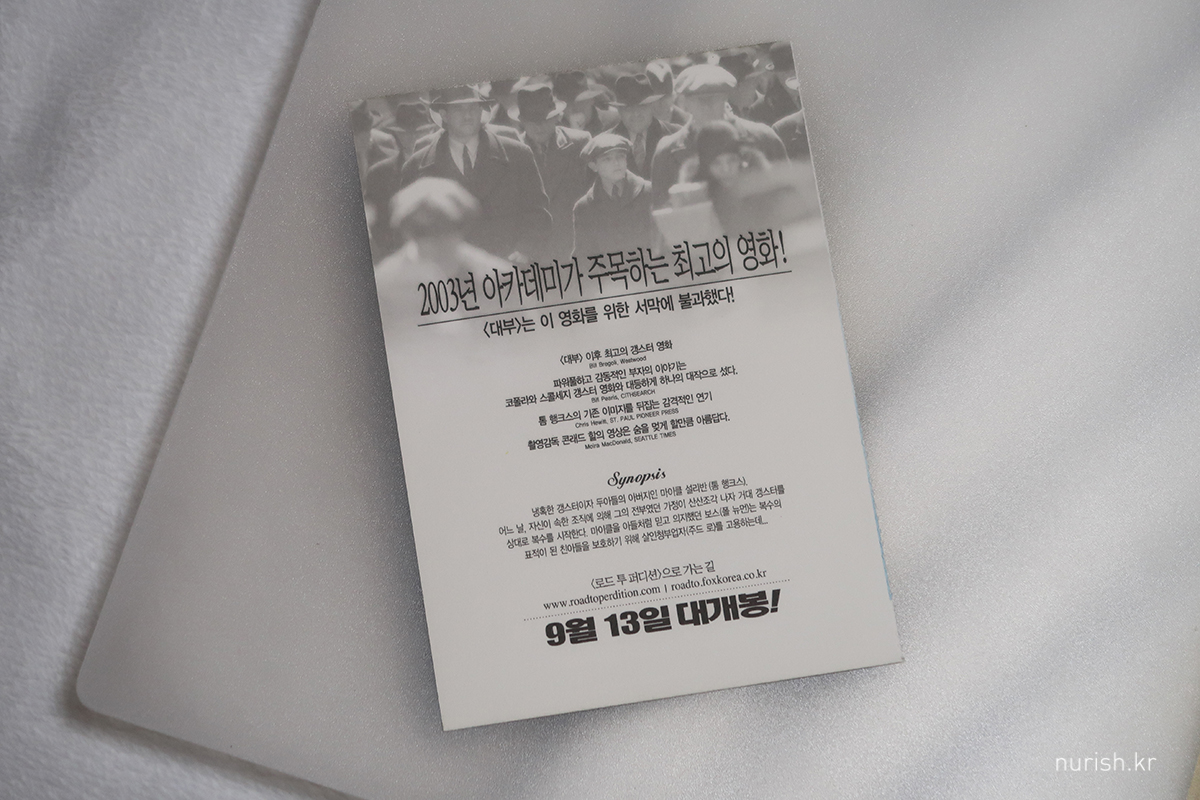 2003년 아카데미가 주목하는 최고의 영화!
<대부>는 이 영화를 위한 서막에 불과했다!
<대부> 이후 최고의 갱스터 영화
Bill Bragoli, Westwood
파워풀하고 감동적인 부자의 이야기는
코폴라와 스콜세지 갱스터 영화와 대등하게 하나의 대작으로 섰다.
Bill Pearis, CITHSEARCH
톰 행크스의 기존 이미지를 뒤집는 감격적인 연기
Chris Hewitt, ST. PAUL PIONEER PRESS
촬영감독 콘래드 홀의 영상은 숨을 멎게 할만큼 아름답다.
Moira MacDonald, SEATTLE TIMES
Synopsis
냉혹한 갱스터이자 두아들의 아버지인 마이클 설리반(톰 행크스).
어느 날, 자신이 속한 조직에 의해 그의 전부였던 가정이 산산조각 나자 거대 갱스터를
상대로 복수를 시작한다. 마이클을 아들처럼 믿고 의지했던 보스(폴 뉴먼)는 복수의
표적이 된 친아들을 보호하기 위해 살인청부업자(주드 로)를 고용하는데...
<로드 투 퍼디션>으로 가는 길
www.roadtoperdition.com | roadto.foxkorea.co.kr
9월 13일 대개봉!
nurish.kr